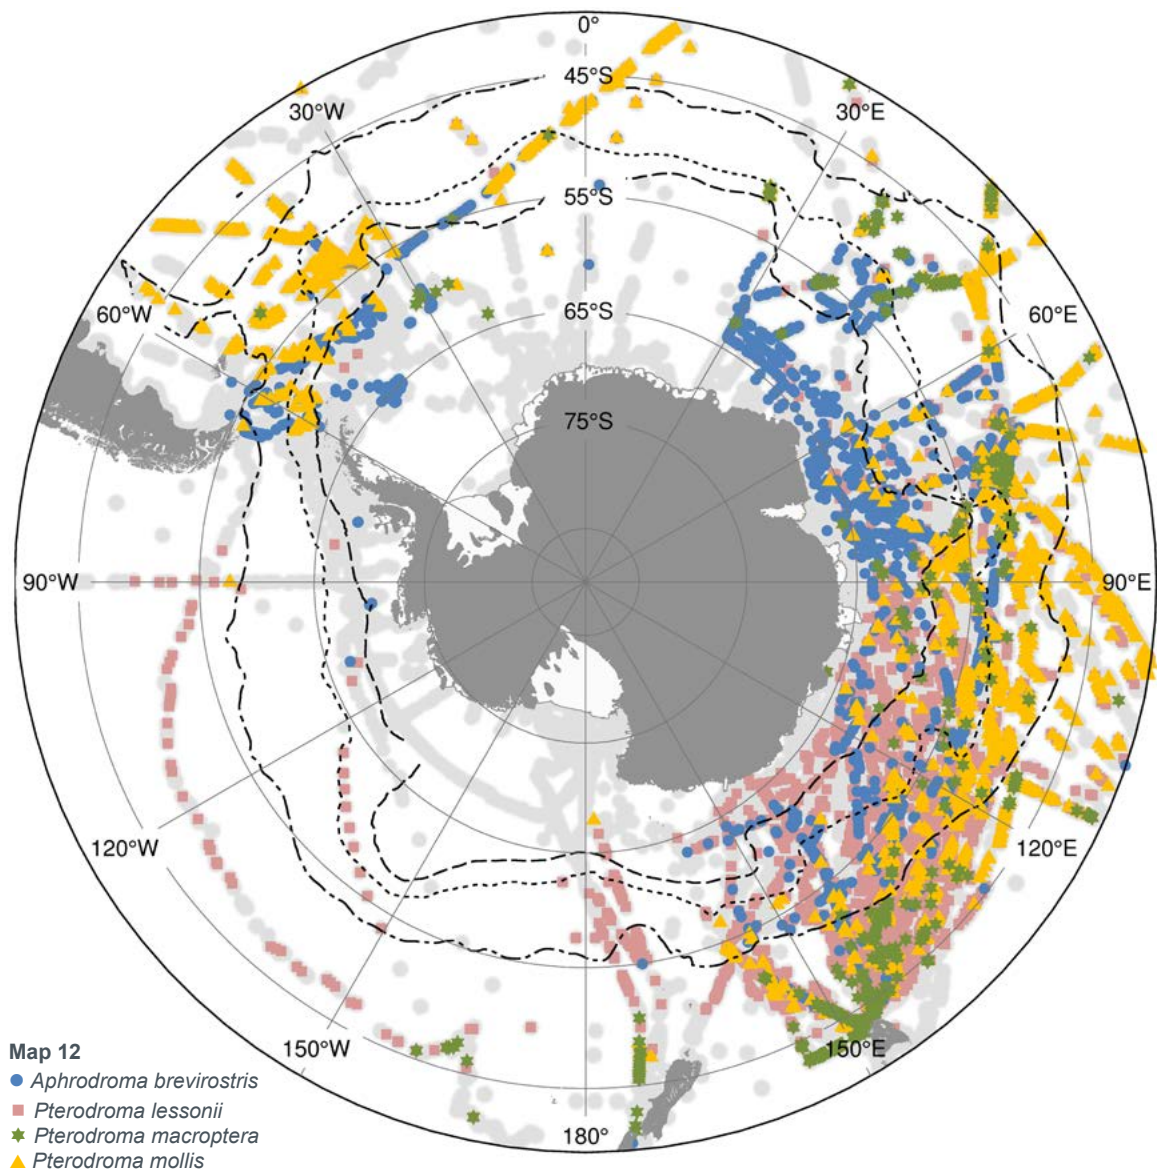 0°
45°S
30°W
30°E
55°S
65°S
60°W
60°E
75°S
90°W
90°E
120°W
120°E
150°W
150°E
180°
Map 12
Aphrodroma brevirostris
Pterodroma lessonii
Pterodroma macroptera
Pterodroma mollis